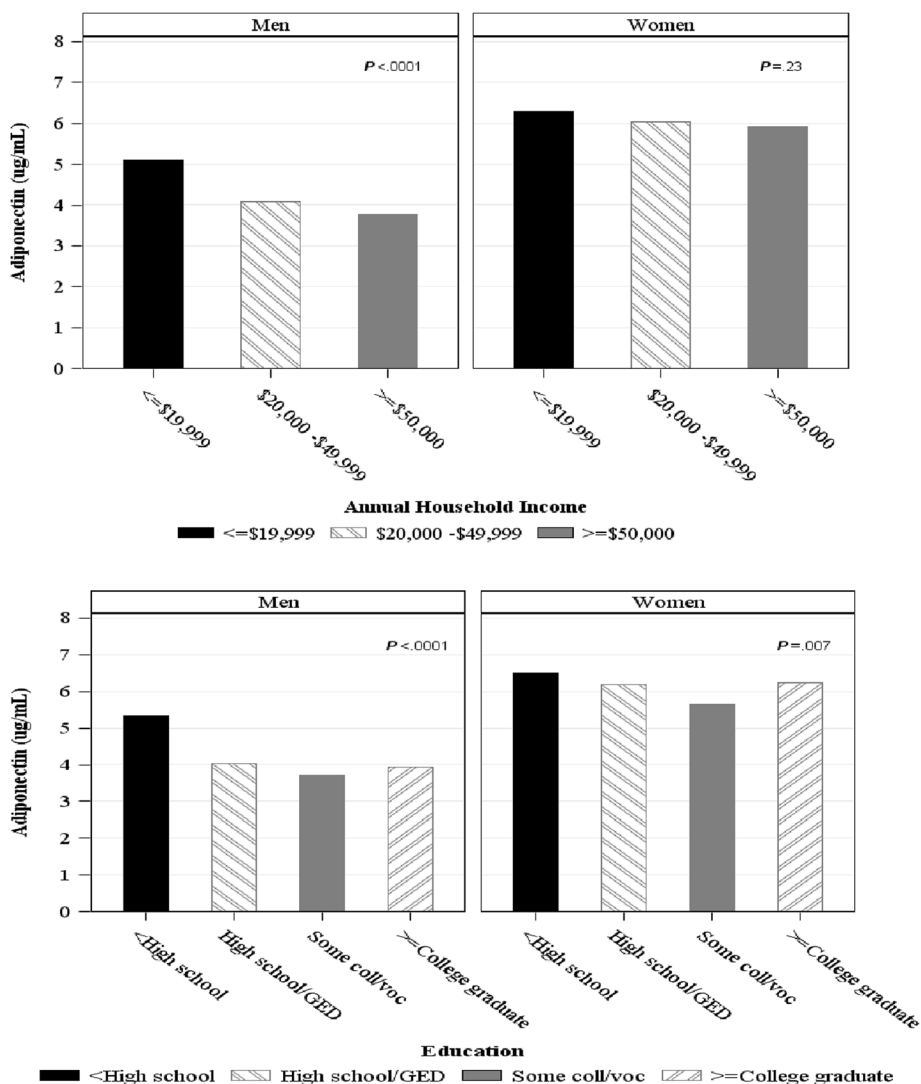 Men Women
8
7
6
5
4
3
2
1
0
Adiponectin (ug/mL)
P<.0001 P=.23
<=$19,999 $20,000 -$49,999 >=$50,000 <=$19,999 $20,000 -$49,999 >=$50,000
Annual Household Income
<=$19,999 $20,000 -$49,999 >=$50,000
Men Women
8
7
6
5
4
3
2
1
0
Adiponectin (ug/mL)
P<.0001 P=.007
<High school High school/GED Some coll/voc >=College graduate <High school High school/GED Some coll/voc >=College graduate
Education
<High school High school/GED Some coll/voc >=College graduate